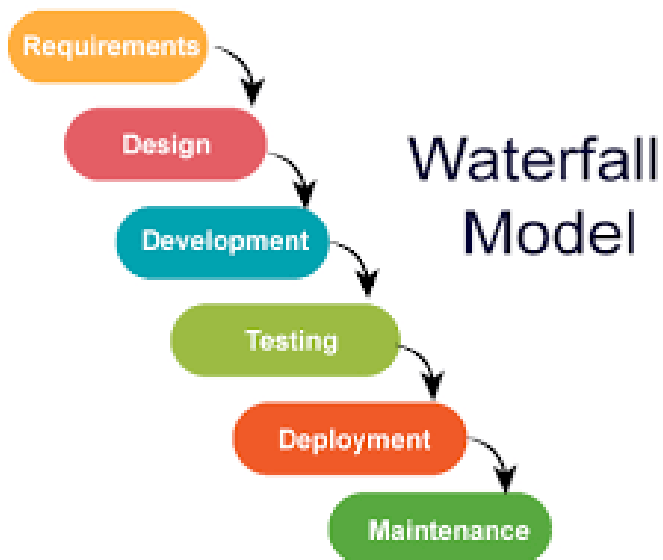 Requirements
Design
Waterfall
Model
Development
Testing
Deployment
Maintenance